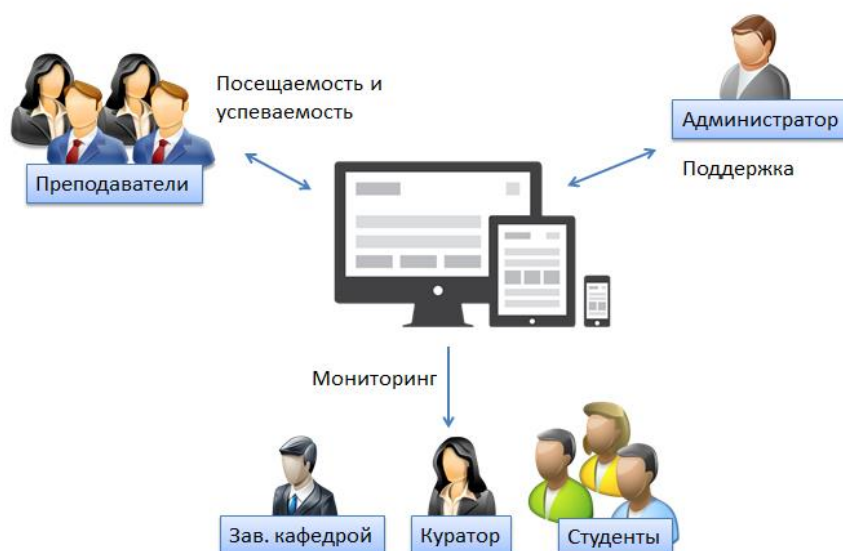 Посещаемость и
успеваемость
Преподаватели
Администратор
Поддержка
Мониторинг
Зав. кафедрой
Куратор
Студенты